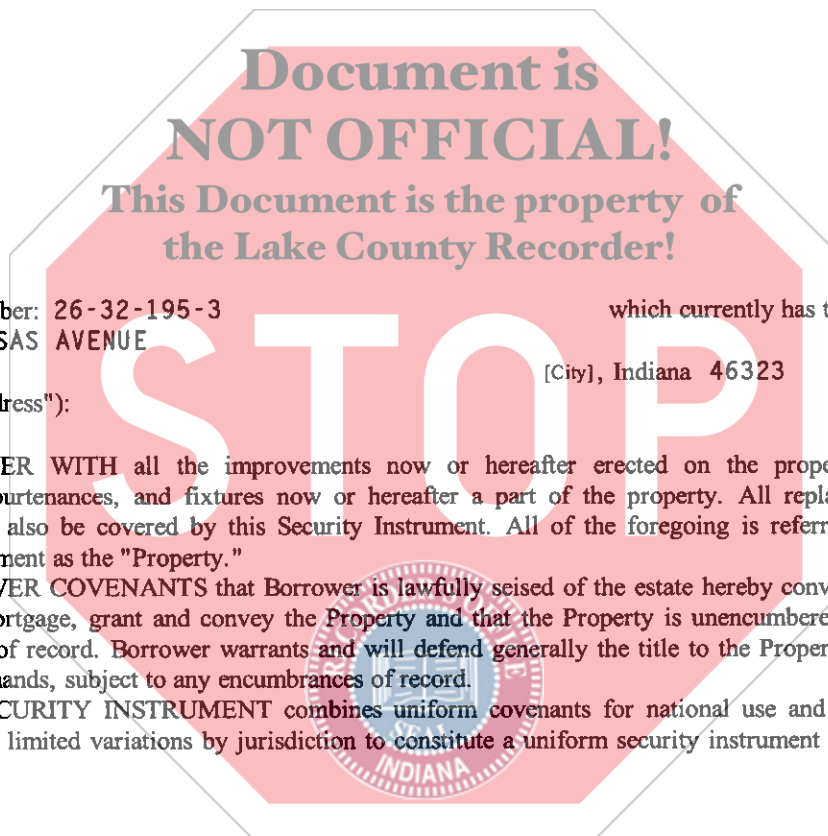 Document is
NOT OFFICIAL!
This Document is the property of
the Lake County Recorder!
ber: 26-32-195-3 which currently has t
SAS AVENUE
[City], Indiana 46323
dress"):
STOP
ER WITH all the improvements now or hereafter erected on the prope
urtenances, and fixtures now or hereafter a part of the property. All repla
also be covered by this Security Instrument. All of the foregoing is referr
ment as the "Property."
VER COVENANTS that Borrower is lawfully seised of the estate hereby conv
ortgage, grant and convey the Property and that the Property is unencumbere
of record. Borrower warrants and will defend generally the title to the Proper
ands, subject to any encumbrances of record.
CURITY INSTRUMENT combines uniform covenants for national use and
limited variations by jurisdiction to constitute a uniform security instrument
SEAL
INDIANA